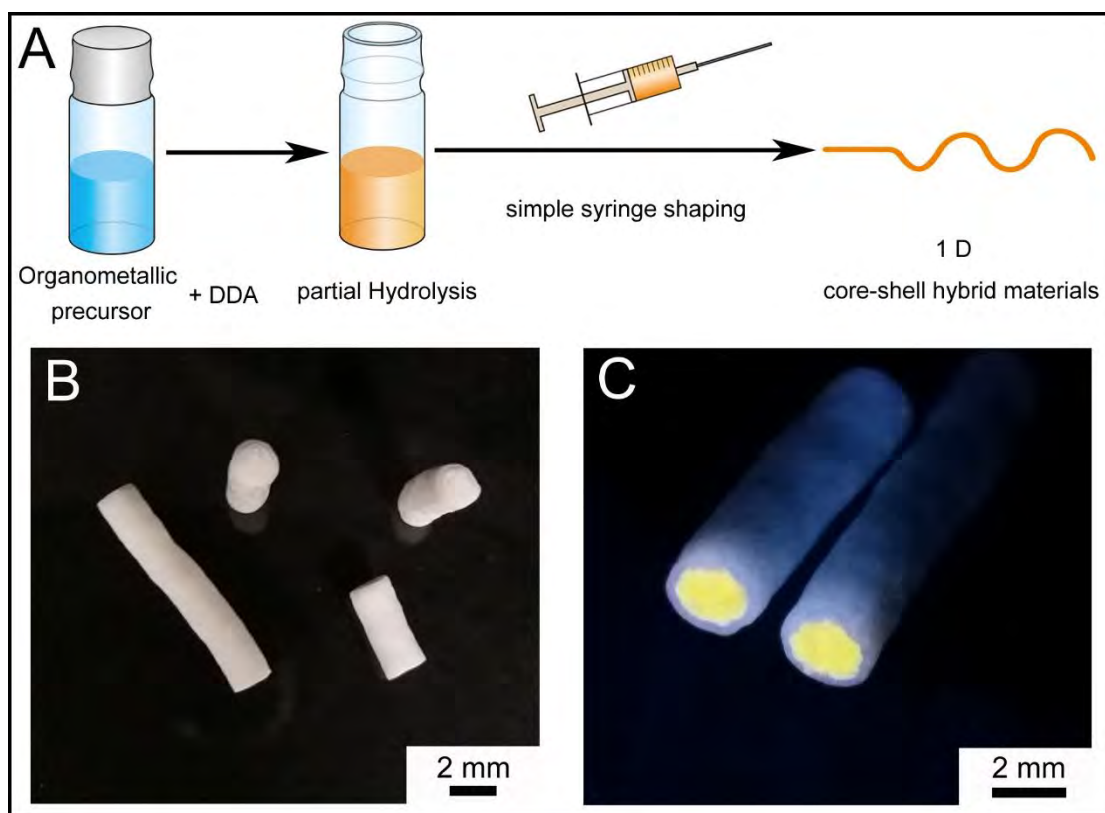 A
simple syringe shaping
Organometallic
precursor
+ DDA
partial Hydrolysis
1 D
core-shell hybrid materials
B
2 mm
C
2 mm